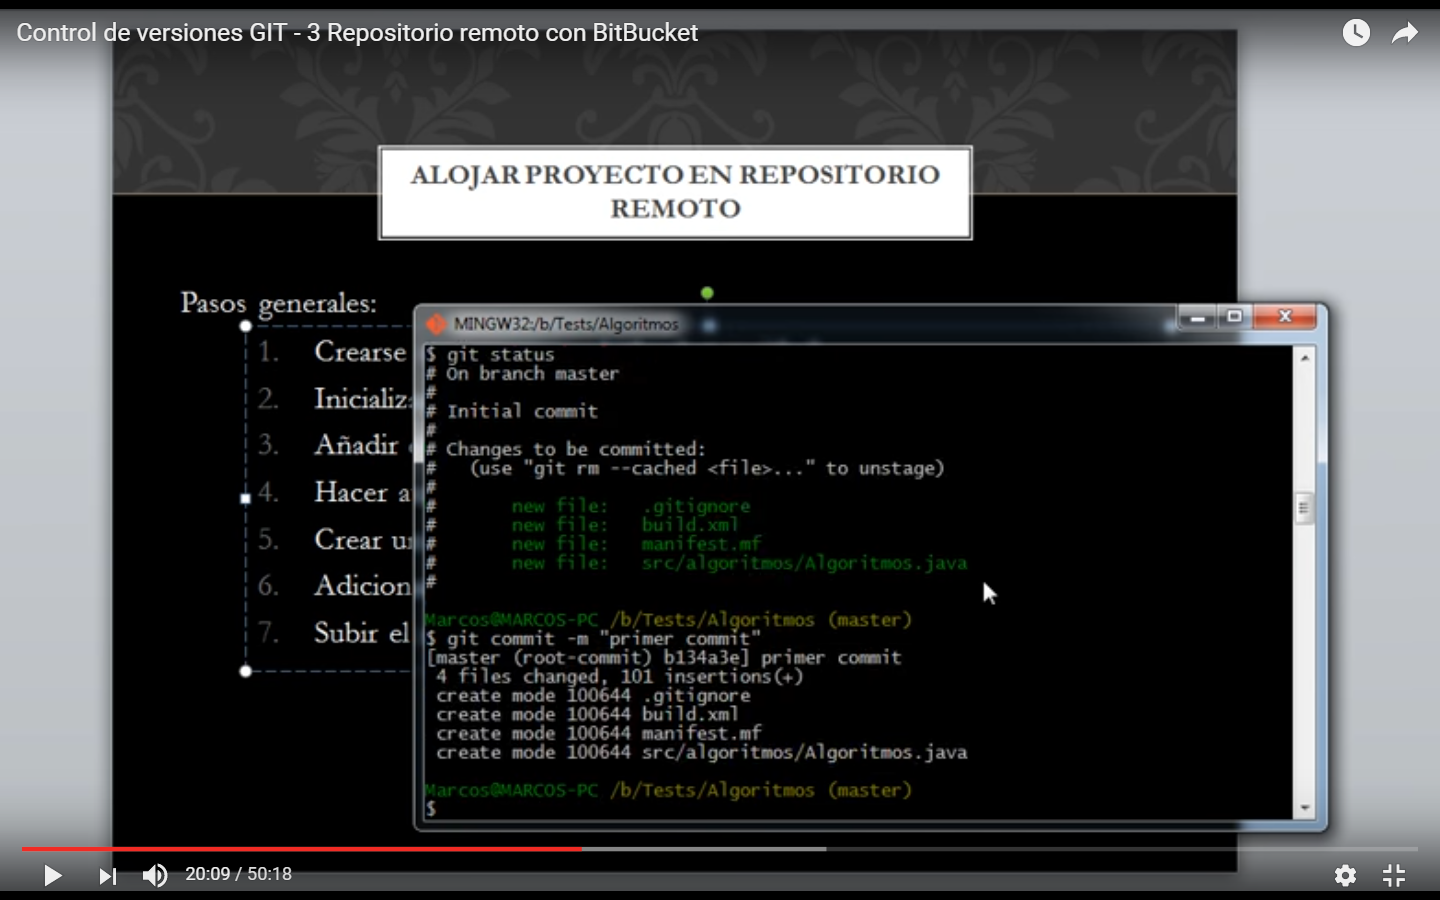 Control de versiones GIT - 3 Repositorio remoto con BitBucket
ALOJAR PROYECTO EN REPOSITORIO
REMOTO
Pasos generales:
1. Crearse
2. Inicializ
3. Añadir
4. Hacer a
5. Crear u
6. Adicion
7. Subir el
MINGW32:/b/Tests/Algoritmos
$ git status
# On branch master
#
# Initial commit
#
# Changes to be committed:
#   (use "git rm --cached <file>..." to unstage)
#
#       new file:   .gitignore
#       new file:   build.xml
#       new file:   manifest.mf
#       new file:   src/algoritmos/Algoritmos.java
#
Marcos@MARCOS-PC /b/Tests/Algoritmos (master)
$ git commit -m "primer commit"
[master (root-commit) b134a3e] primer commit
 4 files changed, 101 insertions(+)
 create mode 100644 .gitignore
 create mode 100644 build.xml
 create mode 100644 manifest.mf
 create mode 100644 src/algoritmos/Algoritmos.java
Marcos@MARCOS-PC /b/Tests/Algoritmos (master)
$
20:09 / 50:18